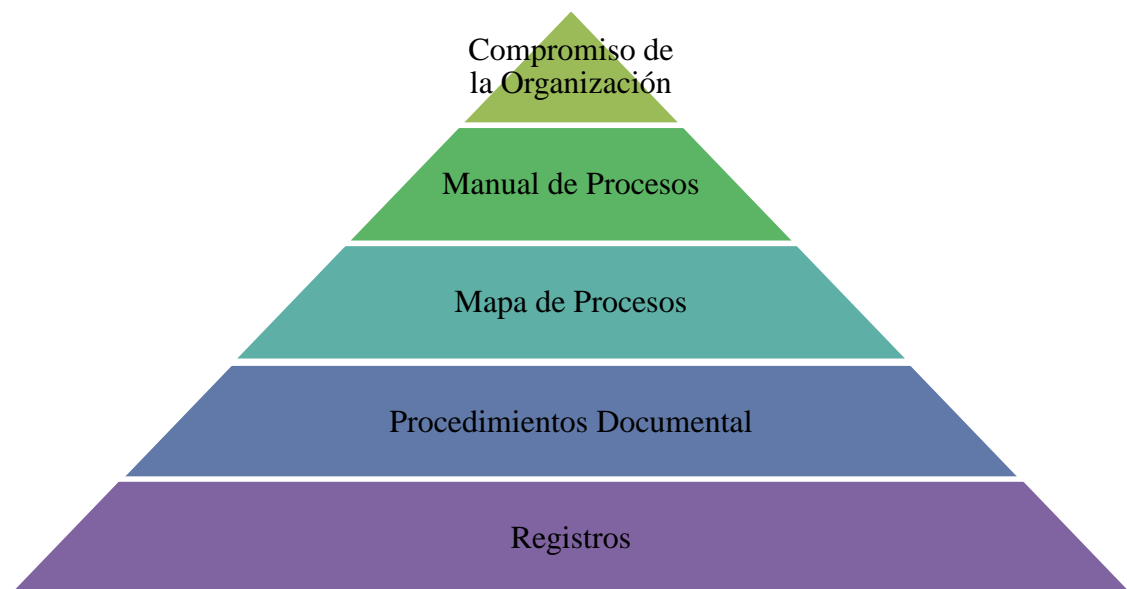 Compromiso de
la Organización
Manual de Procesos
Mapa de Procesos
Procedimientos Documental
Registros